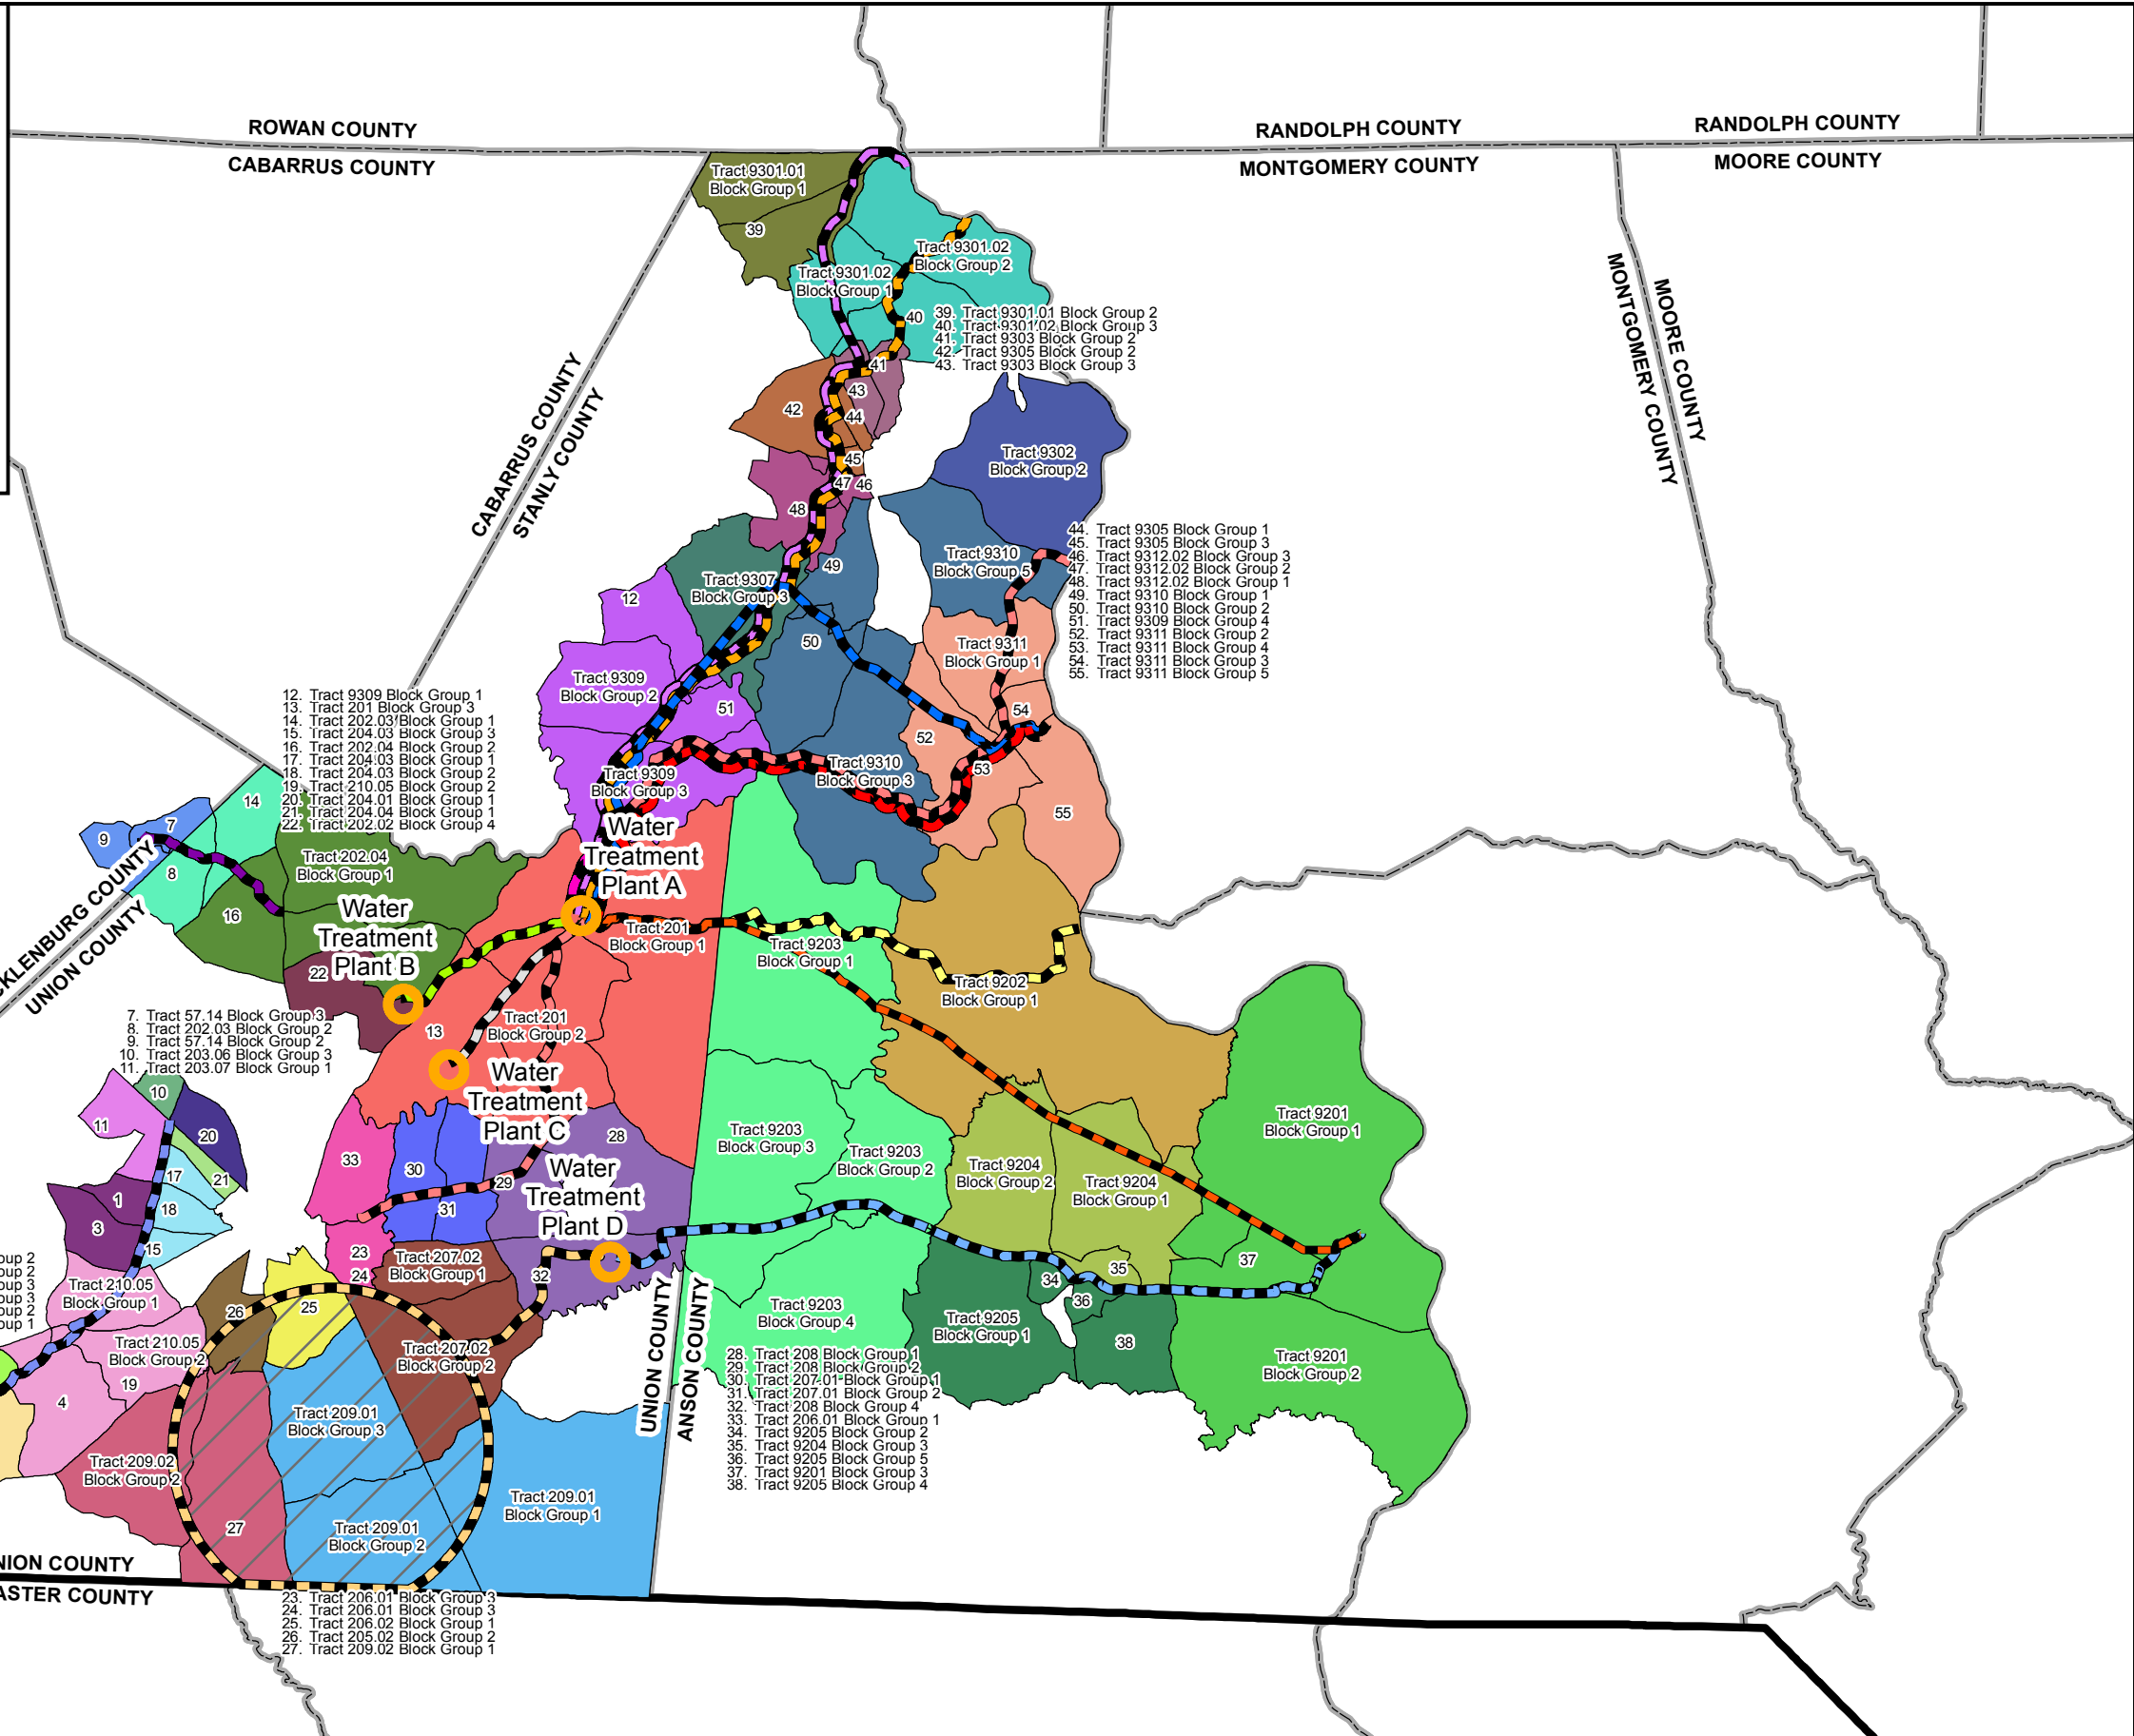 ROWAN COUNTY
CABARRUS COUNTY
RANDOLPH COUNTY
MONTGOMERY COUNTY
RANDOLPH COUNTY
MOORE COUNTY
Tract 9301.01
Block Group 1
39
Tract 9301.02
Block Group 2
Tract 9301.02
Block Group 1
40
39. Tract 9301.01 Block Group 2
40. Tract 9301.02 Block Group 3
41. Tract 9303 Block Group 2
42. Tract 9305 Block Group 2
43. Tract 9303 Block Group 3
MOORE COUNTY
MONTGOMERY COUNTY
CABARRUS COUNTY
STANLY COUNTY
41
43
42
44
45
47
46
48
Tract 9302
Block Group 2
49
Tract 9310
Block Group 5
44. Tract 9305 Block Group 1
45. Tract 9305 Block Group 3
46. Tract 9312.02 Block Group 3
47. Tract 9312.02 Block Group 2
48. Tract 9312.02 Block Group 1
49. Tract 9310 Block Group 1
50. Tract 9310 Block Group 2
51. Tract 9309 Block Group 4
52. Tract 9311 Block Group 2
53. Tract 9311 Block Group 4
54. Tract 9311 Block Group 3
55. Tract 9311 Block Group 5
Tract 9307
Block Group 3
12
50
Tract 9311
Block Group 1
Tract 9309
Block Group 2
51
54
52
53
55
Tract 9309
Block Group 3
Tract 9310
Block Group 3
12. Tract 9309 Block Group 1
13. Tract 201 Block Group 3
14. Tract 202.03 Block Group 1
15. Tract 204.03 Block Group 3
16. Tract 202.04 Block Group 2
17. Tract 204.03 Block Group 1
18. Tract 204.03 Block Group 2
19. Tract 210.05 Block Group 2
20. Tract 204.01 Block Group 1
21. Tract 204.04 Block Group 1
22. Tract 202.02 Block Group 4
14
7
9
8
16
Tract 202.04
Block Group 1
Water
Treatment
Plant A
Water
Treatment
Plant B
22
CKLENBURG COUNTY
UNION COUNTY
Tract 201
Block Group 1
Tract 9203
Block Group 1
Tract 9202
Block Group 1
13
Tract 201
Block Group 2
7. Tract 57.14 Block Group 3
8. Tract 202.03 Block Group 2
9. Tract 57.14 Block Group 2
10. Tract 203.06 Block Group 3
11. Tract 203.07 Block Group 1
Water
Treatment
Plant C
10
11
20
17
21
1
18
3
15
33
30
31
29
28
Water
Treatment
Plant D
Tract 9203
Block Group 3
Tract 9203
Block Group 2
Tract 9204
Block Group 2
Tract 9204
Block Group 1
Tract 9201
Block Group 1
37
35
34
36
38
23
24
Tract 207.02
Block Group 1
32
oup 2
oup 2
oup 3
oup 3
oup 2
oup 1
Tract 210.05
Block Group 1
Tract 210.05
Block Group 2
26
25
Tract 207.02
Block Group 2
19
4
UNION COUNTY
ANSON COUNTY
Tract 9203
Block Group 4
Tract 9205
Block Group 1
Tract 9201
Block Group 2
28. Tract 208 Block Group 1
29. Tract 208 Block Group 2
30. Tract 207.01 Block Group 1
31. Tract 207.01 Block Group 2
32. Tract 208 Block Group 4
33. Tract 206.01 Block Group 1
34. Tract 9205 Block Group 2
35. Tract 9204 Block Group 3
36. Tract 9205 Block Group 5
37. Tract 9201 Block Group 3
38. Tract 9205 Block Group 4
Tract 209.01
Block Group 3
Tract 209.02
Block Group 2
27
Tract 209.01
Block Group 2
Tract 209.01
Block Group 1
NION COUNTY
ASTER COUNTY
23. Tract 206.01 Block Group 3
24. Tract 206.01 Block Group 3
25. Tract 206.02 Block Group 1
26. Tract 205.02 Block Group 2
27. Tract 209.02 Block Group 1